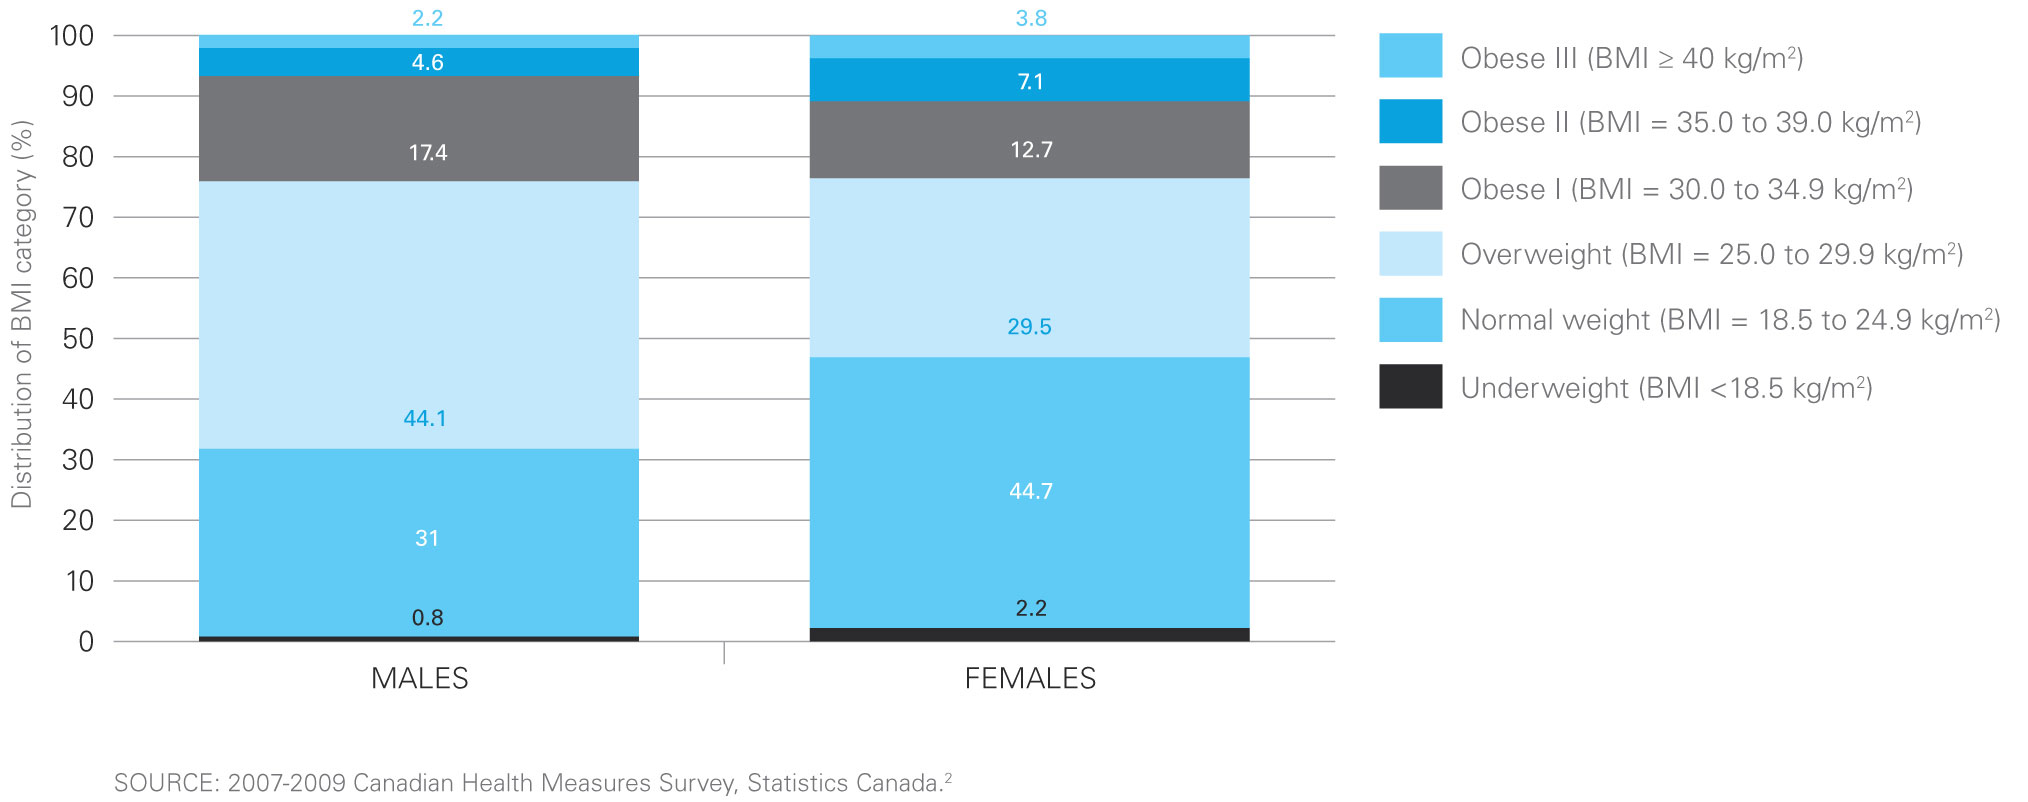 2.2
3.8
100
90
80
70
60
50
40
30
20
10
0
Distribution of BMI category (%)
4.6
17.4
44.1
31
0.8
7.1
12.7
29.5
44.7
2.2
MALES
FEMALES
Obese III (BMI ≥ 40 kg/m²)
Obese II (BMI = 35.0 to 39.0 kg/m²)
Obese I (BMI = 30.0 to 34.9 kg/m²)
Overweight (BMI = 25.0 to 29.9 kg/m²)
Normal weight (BMI = 18.5 to 24.9 kg/m²)
Underweight (BMI <18.5 kg/m²)
SOURCE: 2007-2009 Canadian Health Measures Survey, Statistics Canada.²